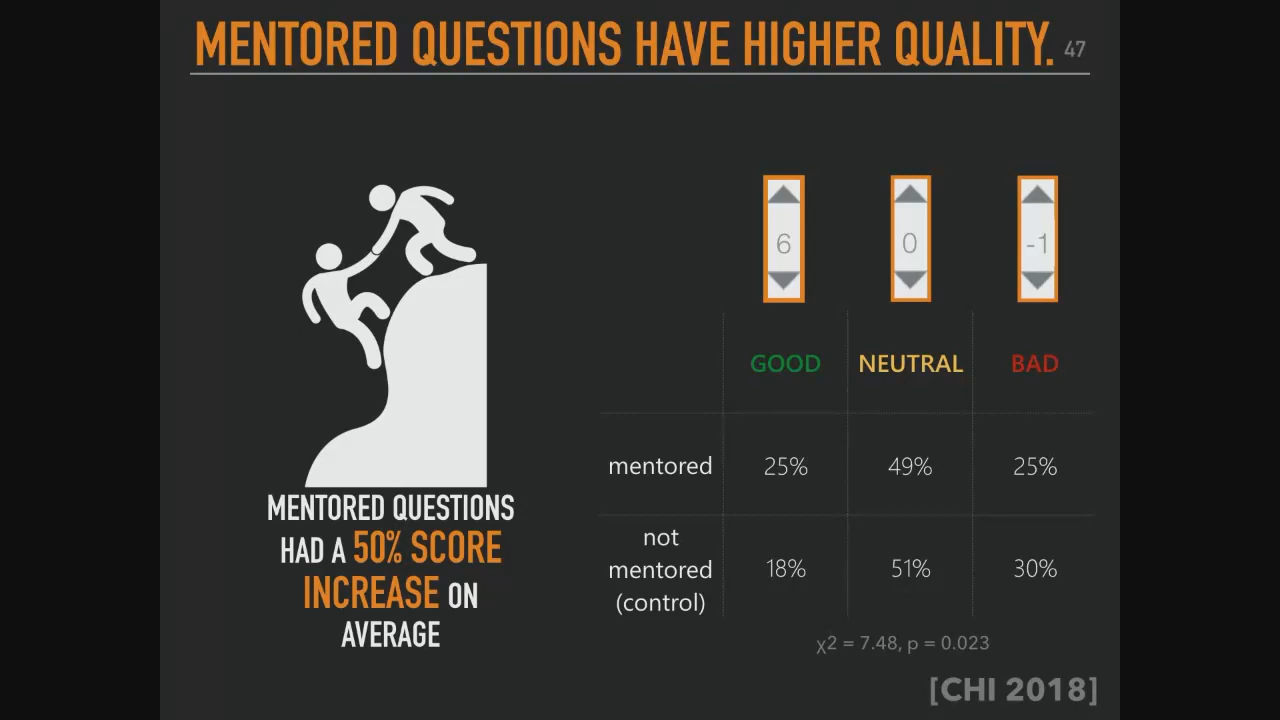 MENTORED QUESTIONS HAVE HIGHER QUALITY. 47
6 0 -1
GOOD NEUTRAL BAD
mentored 25% 49% 25%
not
mentored 18% 51% 30%
(control)
χ2 = 7.48, p = 0.023
MENTORED QUESTIONS
HAD A 50% SCORE
INCREASE ON
AVERAGE
[CHI 2018]